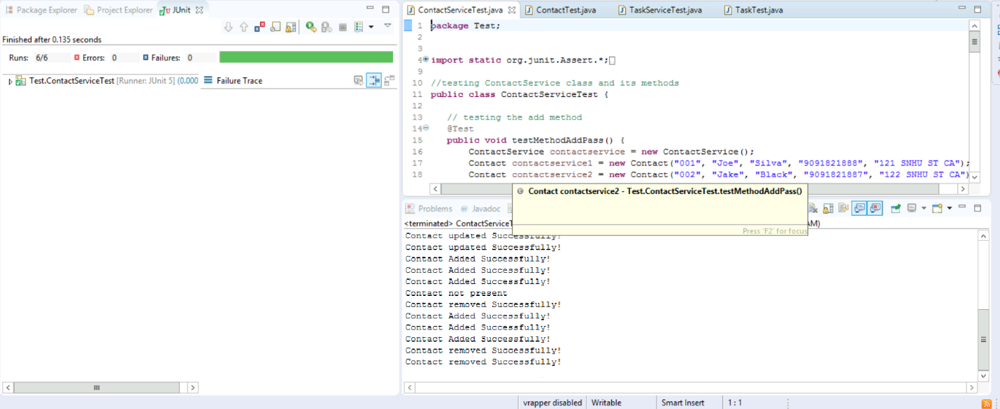 Package Explorer Project Explorer JUnit
Finished after 0.135 seconds
Runs: 6/6 Errors: 0 Failures: 0
Test.ContactServiceTest [Runner: JUnit 5] (0.000
Failure Trace
ContactServiceTest.java ContactTest.java TaskServiceTest.java TaskTest.java
1 package Test;
2
3
4 import static org.junit.Assert.*;
9
10 //testing ContactService class and its methods
11 public class ContactServiceTest {
12
13 // testing the add method
14 @Test
15 public void testMethodAddPass() {
16 ContactService contactservice = new ContactService();
17 Contact contactservice1 = new Contact("001", "Joe", "Silva", "9091821888", "121 SNHU ST CA");
18 Contact contactservice2 = new Contact("002", "Jake", "Black", "9091821887", "122 SNHU ST CA")
Contact contactservice2 - Test.ContactServiceTest.testMethodAddPass()
Press 'F2' for focus
Problems @ Javadoc
<terminated> ContactServiceT AM)
Contact updated Successfully!
Contact updated Successfully!
Contact Added Successfully!
Contact Added Successfully!
Contact Added Successfully!
Contact not present
Contact removed Successfully!
Contact Added Successfully!
Contact Added Successfully!
Contact Added Successfully!
Contact removed Successfully!
Contact removed Successfully!
vrapper disabled Writable Smart Insert 1 : 1